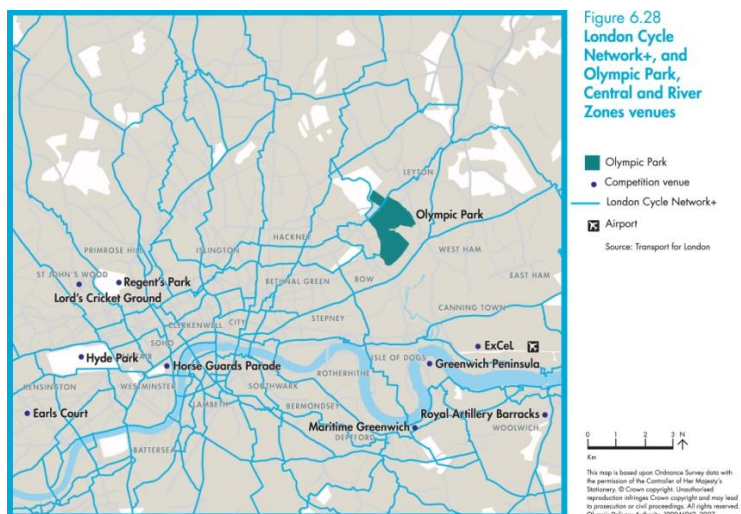 Figure 6.28
London Cycle
Network+, and
Olympic Park,
Central and River
Zones venues
Olympic Park
Competition venue
London Cycle Network+
Airport
Source: Transport for London
LEYTON
Olympic Park
HACKNEY
PRIMROSE HILL
ISLINGTON
WEST HAM
ST JOHN'S WOOD
Regent's Park
BETHNAL GREEN
BOW
EAST HAM
Lord's Cricket Ground
CANNING TOWN
CLERKENWELL
CITY
STEPNEY
SOHO
ExCeL
Hyde Park
Horse Guards Parade
ISLE OF DOGS
Greenwich Peninsula
ROTHERHITHE
KENSINGTON
WESTMINSTER
SOUTHWARK
LAMBETH
BERMONDSEY
Earls Court
Royal Artillery Barracks
Maritime Greenwich
WOOLWICH
DEPTFORD
BATTERSEA
0 1 2 3 N
Km
This map is based upon Ordnance Survey data with
the permission of the Controller of Her Majesty's
Stationery. © Crown copyright. Unauthorised
reproduction infringes Crown copyright and may lead
to prosecution or civil proceedings. All rights reserved.